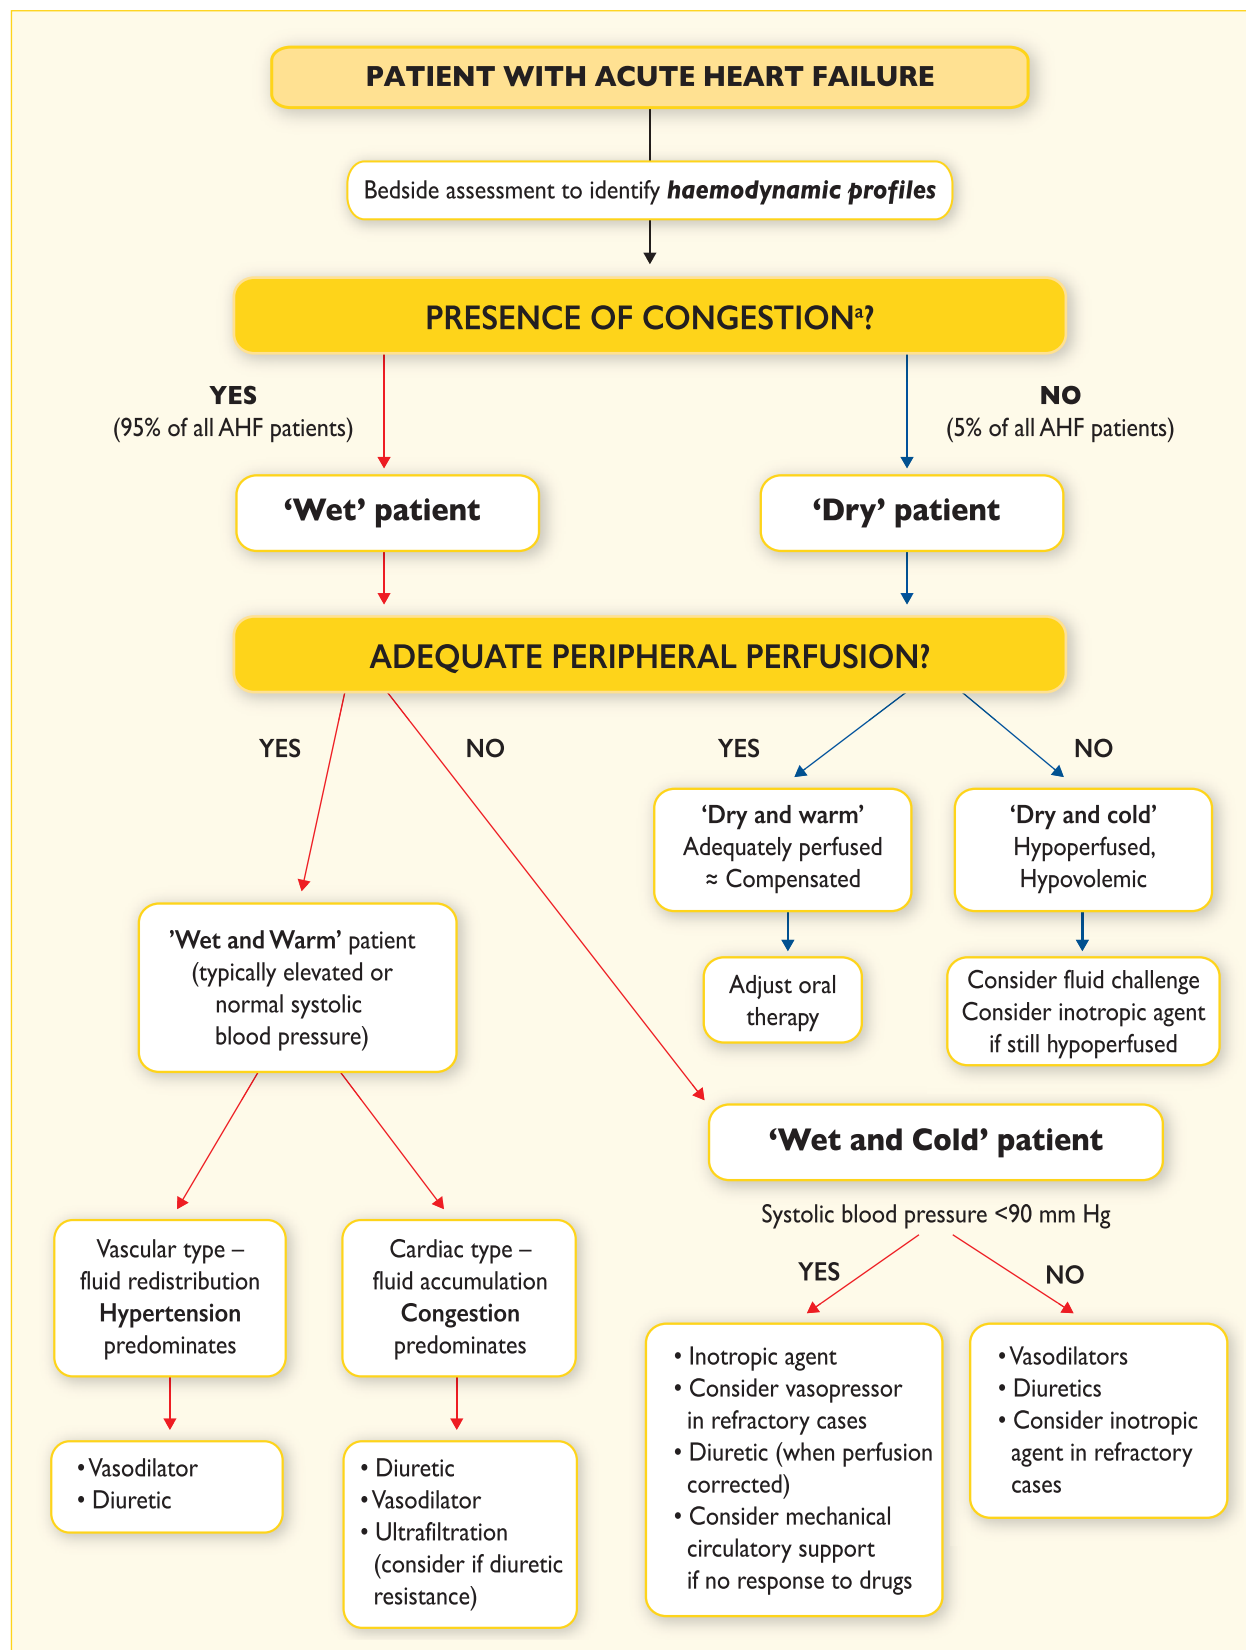 PATIENT WITH ACUTE HEART FAILURE
Bedside assessment to identify haemodynamic profiles
PRESENCE OF CONGESTIONᵃ?
YES
(95% of all AHF patients)
NO
(5% of all AHF patients)
‘Wet’ patient
‘Dry’ patient
ADEQUATE PERIPHERAL PERFUSION?
YES
NO
YES
NO
‘Dry and warm’
Adequately perfused
≈ Compensated
‘Dry and cold’
Hypoperfused,
Hypovolemic
’Wet and Warm’ patient
(typically elevated or
normal systolic
blood pressure)
Adjust oral
therapy
Consider fluid challenge
Consider inotropic agent
if still hypoperfused
‘Wet and Cold’ patient
Systolic blood pressure <90 mm Hg
YES
NO
Vascular type –
fluid redistribution
Hypertension
predominates
Cardiac type –
fluid accumulation
Congestion
predominates
• Vasodilator
• Diuretic
• Diuretic
• Vasodilator
• Ultrafiltration
(consider if diuretic
resistance)
• Inotropic agent
• Consider vasopressor
in refractory cases
• Diuretic (when perfusion
corrected)
• Consider mechanical
circulatory support
if no response to drugs
• Vasodilators
• Diuretics
• Consider inotropic
agent in refractory
cases